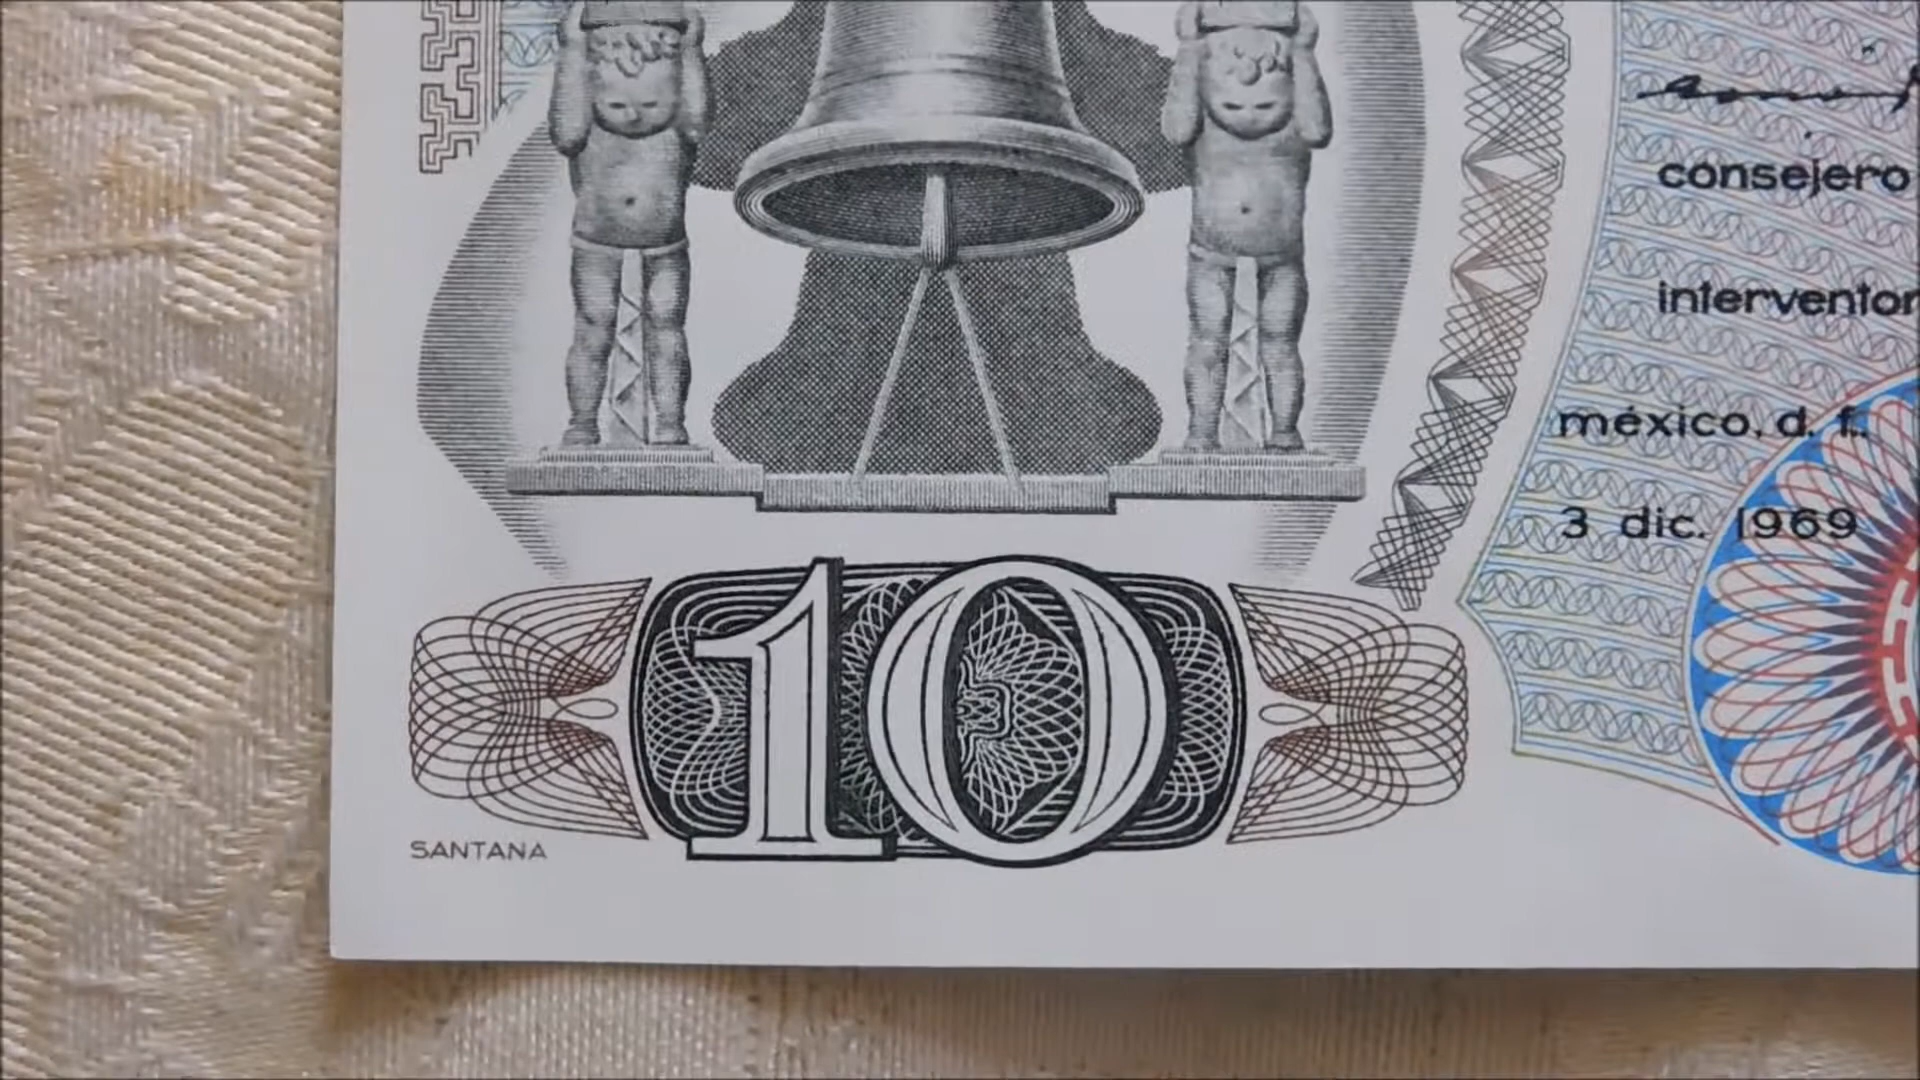 consejero
interventor
méxico, d. f.
3 dic. 1969
10
SANTANA